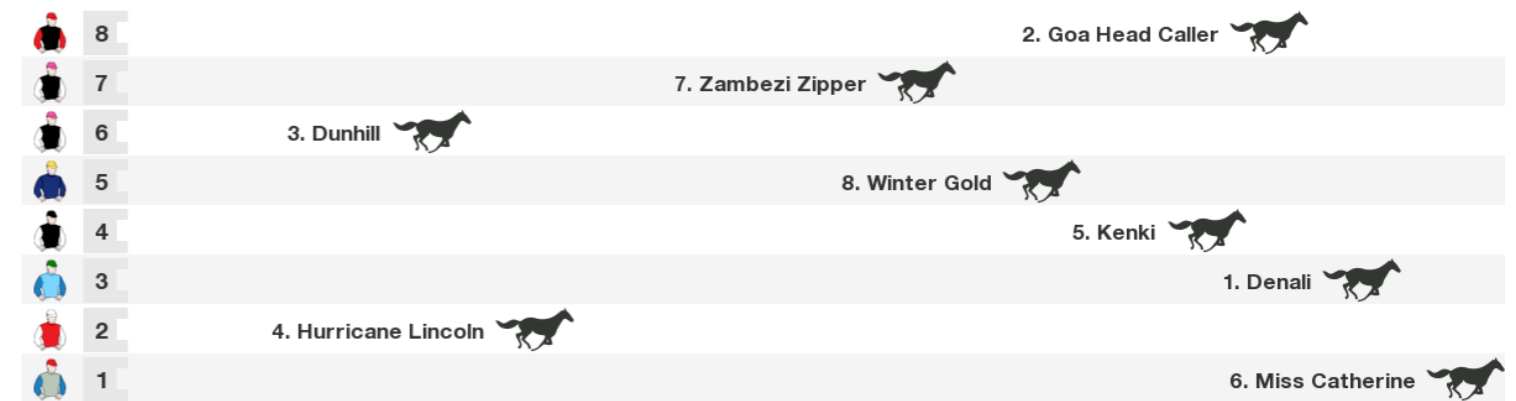 8 2. Goa Head Caller
7 7. Zambezi Zipper
6 3. Dunhill
5 8. Winter Gold
4 5. Kenki
3 1. Denali
2 4. Hurricane Lincoln
1 6. Miss Catherine